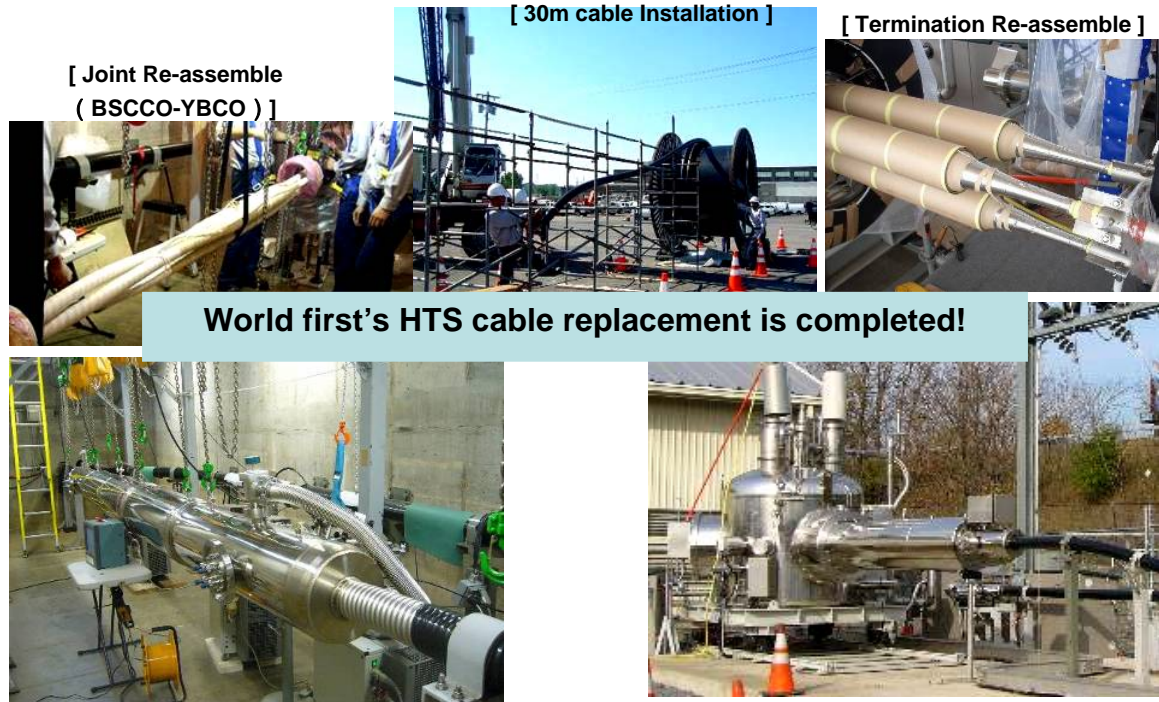 [ 30m cable Installation ]
[ Termination Re-assemble ]
[ Joint Re-assemble
( BSCCO-YBCO ) ]
World first's HTS cable replacement is completed!